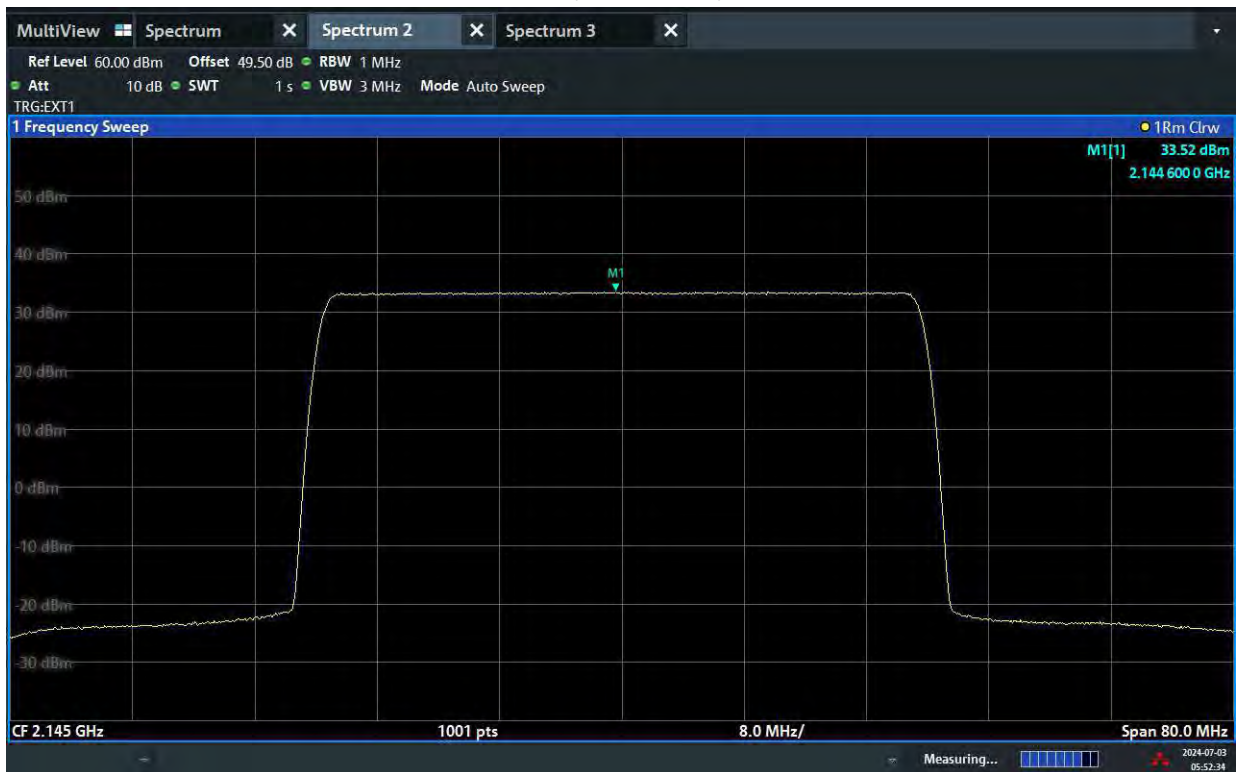 MultiView Spectrum X Spectrum 2 X Spectrum 3 X
Ref Level 60.00 dBm Offset 49.50 dB RBW 1 MHz
Att 10 dB SWT 1 s VBW 3 MHz Mode Auto Sweep
TRG:EXT1
1 Frequency Sweep 1Rm Clrw
M1[1] 33.52 dBm
2.144 600 0 GHz
50 dBm
40 dBm
M1
30 dBm
20 dBm
10 dBm
0 dBm
-10 dBm
-20 dBm
-30 dBm
CF 2.145 GHz 1001 pts 8.0 MHz/ Span 80.0 MHz
Measuring... 2024-07-03
05:52:34